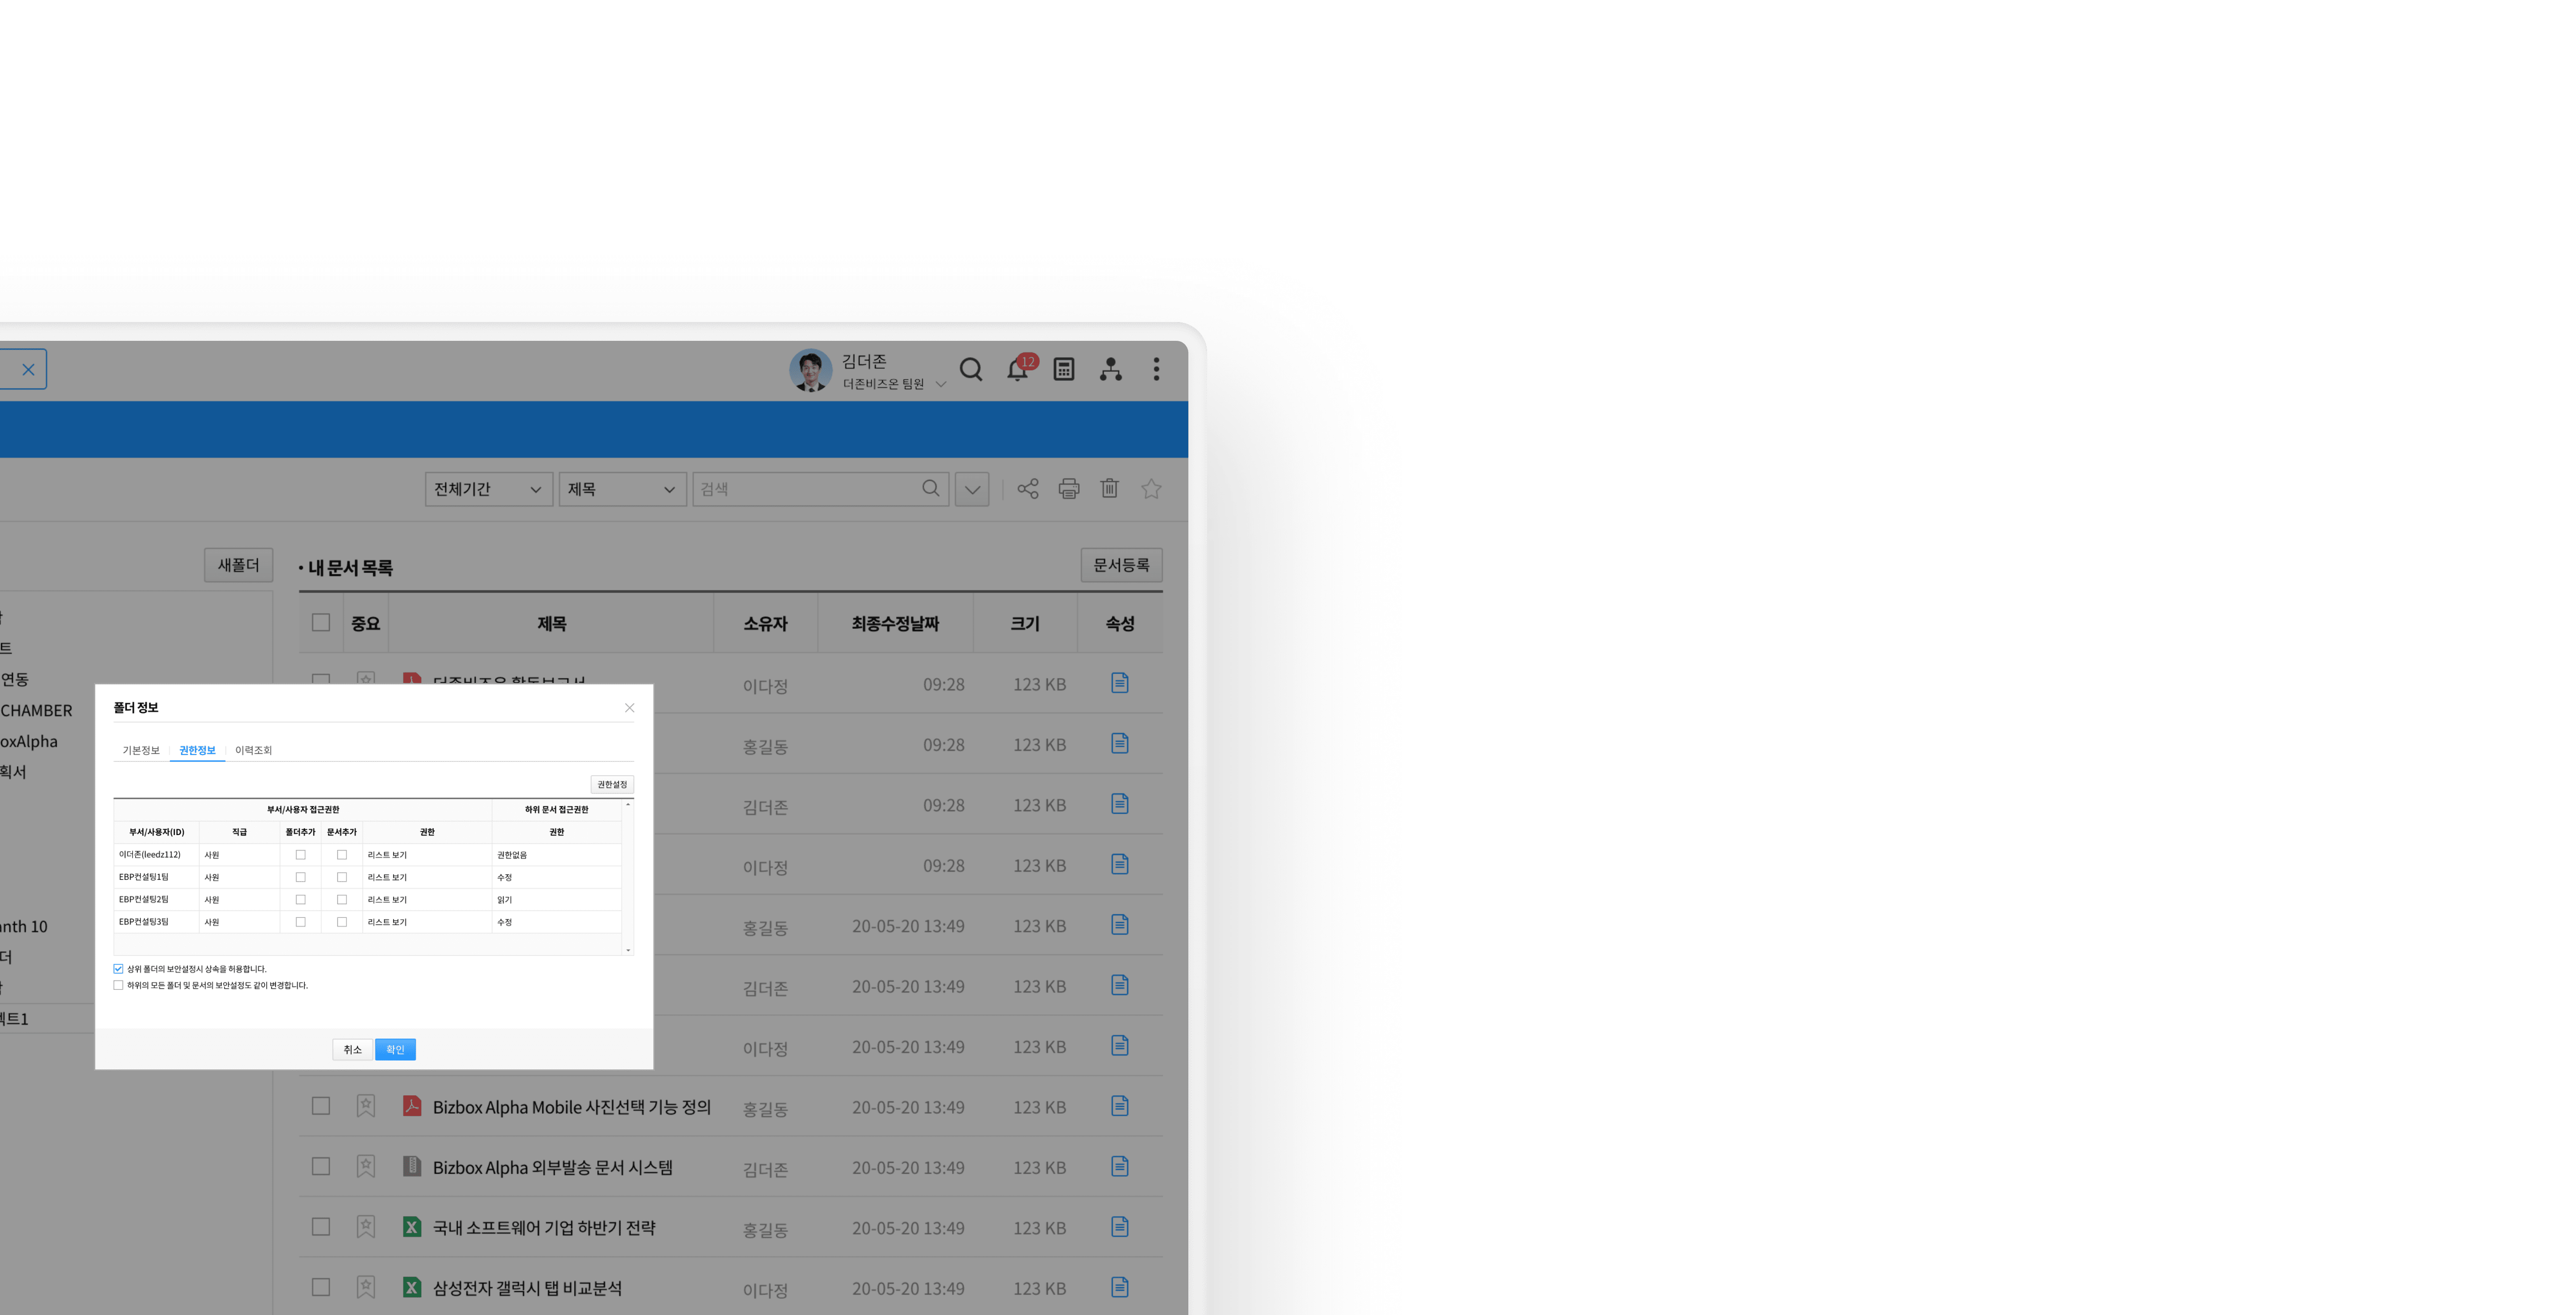 김더존
더존비즈온 팀원
12
전체기간
제목
검색
새폴더
· 내 문서 목록
문서등록
중요 제목 소유자 최종수정날짜 크기 속성
트
연동
CHAMBER
oxAlpha
획서
nth 10
더
트1
이다정 09:28 123 KB
홍길동 09:28 123 KB
김더존 09:28 123 KB
이다정 09:28 123 KB
홍길동 20-05-20 13:49 123 KB
김더존 20-05-20 13:49 123 KB
이다정 20-05-20 13:49 123 KB
Bizbox Alpha Mobile 사진선택 기능 정의 홍길동 20-05-20 13:49 123 KB
Bizbox Alpha 외부발송 문서 시스템 김더존 20-05-20 13:49 123 KB
국내 소프트웨어 기업 하반기 전략 홍길동 20-05-20 13:49 123 KB
삼성전자 갤럭시 탭 비교분석 이다정 20-05-20 13:49 123 KB
폴더 정보
기본정보 권한정보 이력조회
권한설정
부서/사용자 접근권한 하위 문서 접근권한
부서/사용자(ID) 직급 폴더추가 문서추가 권한 권한
이더존(leedz112) 사원 리스트 보기 권한없음
EBP컨설팅1팀 사원 리스트 보기 수정
EBP컨설팅2팀 사원 리스트 보기 읽기
EBP컨설팅3팀 사원 리스트 보기 수정
상위 폴더의 보안설정시 상속을 허용합니다.
하위의 모든 폴더 및 문서의 보안설정도 같이 변경합니다.
취소 확인